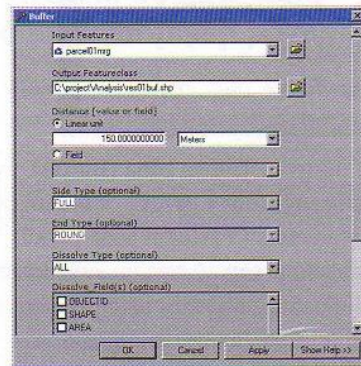 Buffer
Input Features
parcel01mrg
Output Featureclass
C:\project\Analysis\res01buf.shp
Distance [value or field]
Linear unit
150.0000000000 Meters
Field
Side Type (optional)
FULL
End Type (optional)
ROUND
Dissolve Type (optional)
ALL
Dissolve_Field(s) (optional)
OBJECTID
SHAPE
AREA
OK Cancel Apply Show Help >>